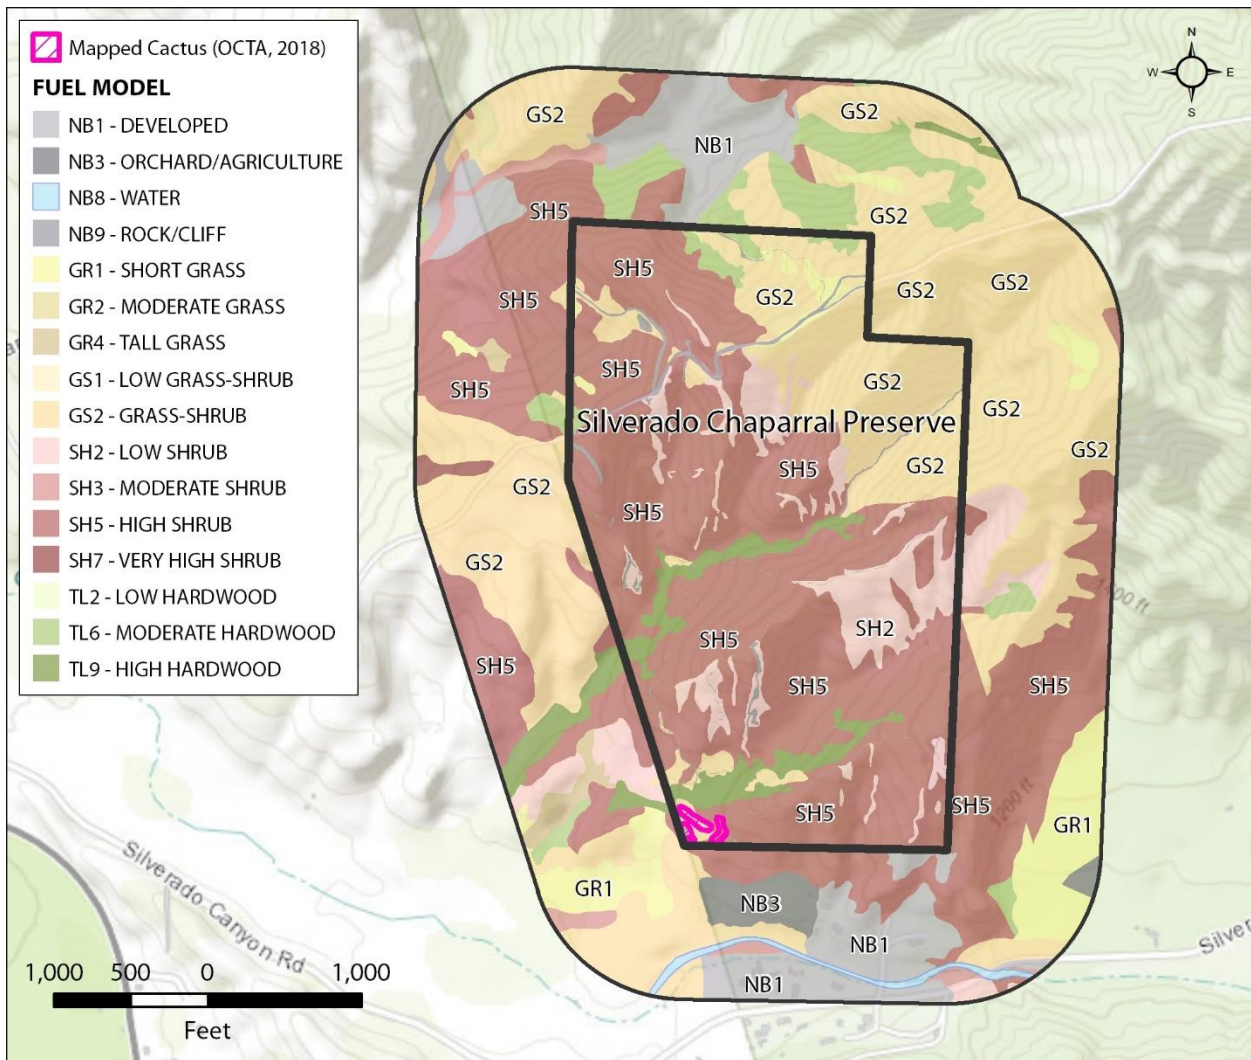 Mapped Cactus (OCTA, 2018)
FUEL MODEL
NB1 - DEVELOPED
NB3 - ORCHARD/AGRICULTURE
NB8 - WATER
NB9 - ROCK/CLIFF
GR1 - SHORT GRASS
GR2 - MODERATE GRASS
GR4 - TALL GRASS
GS1 - LOW GRASS-SHRUB
GS2 - GRASS-SHRUB
SH2 - LOW SHRUB
SH3 - MODERATE SHRUB
SH5 - HIGH SHRUB
SH7 - VERY HIGH SHRUB
TL2 - LOW HARDWOOD
TL6 - MODERATE HARDWOOD
TL9 - HIGH HARDWOOD
N
W E
S
GS2
GS2
NB1
SH5
GS2
SH5
SH5
GS2
GS2
GS2
SH5
SH5
GS2
GS2
Silverado Chaparral Preserve
GS2
SH5
GS2
GS2
SH5
GS2
1400 ft
SH2
SH5
SH5
SH5
SH5
SH5
SH5
1200 ft
GR1
GR1
NB3
NB1
NB1
Silverado Canyon Rd
Silver
1,000 500 0 1,000
Feet